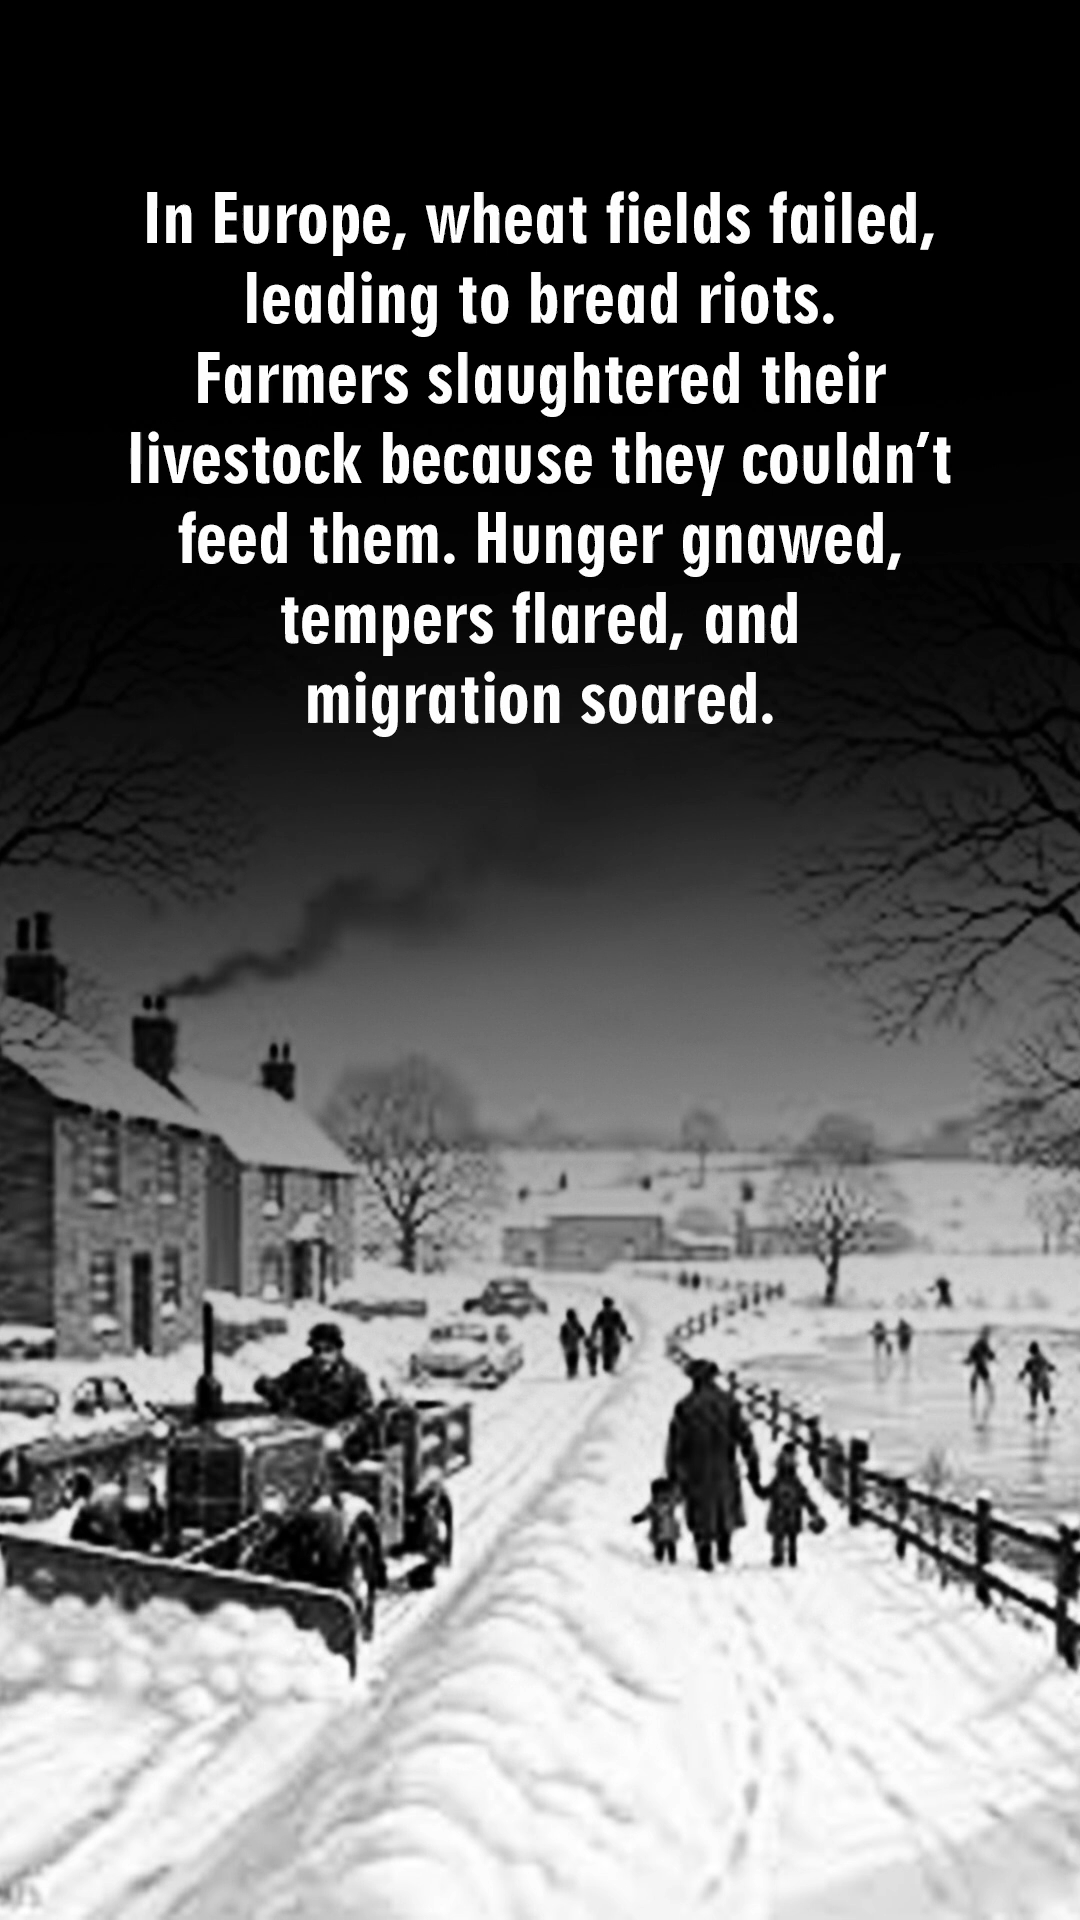 In Europe, wheat fields failed,
leading to bread riots.
Farmers slaughtered their
livestock because they couldn’t
feed them. Hunger gnawed,
tempers flared, and
migration soared.